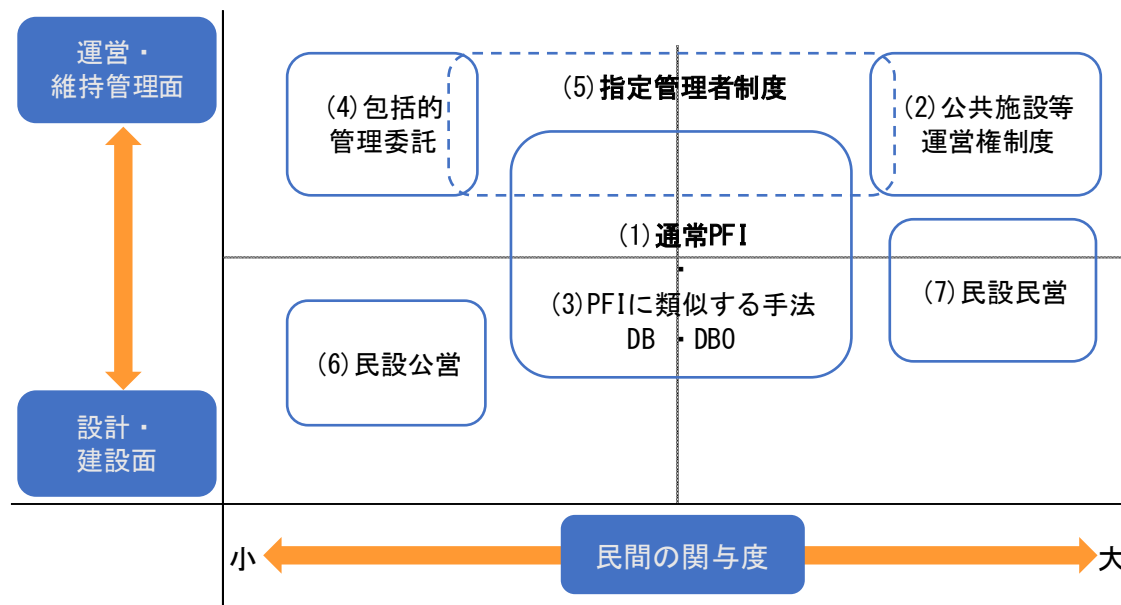 運営・
維持管理面
(4)包括的
管理委託
(5)指定管理者制度
(2)公共施設等
運営権制度
(1)通常PFI
・
(3)PFIに類似する手法
DB ・DBO
(7)民設民営
(6)民設公営
設計・
建設面
小
民間の関与度
大